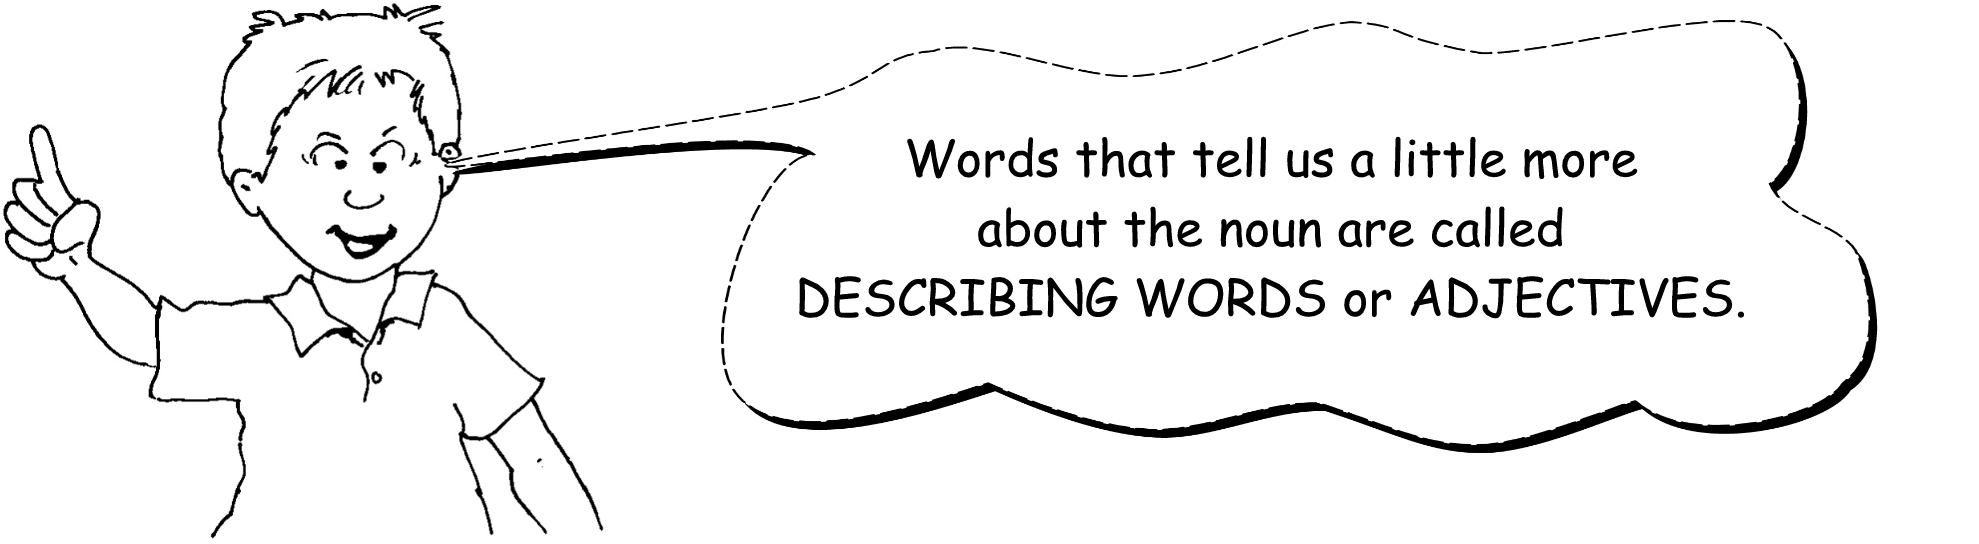 Words that tell us a little more
about the noun are called
DESCRIBING WORDS or ADJECTIVES.